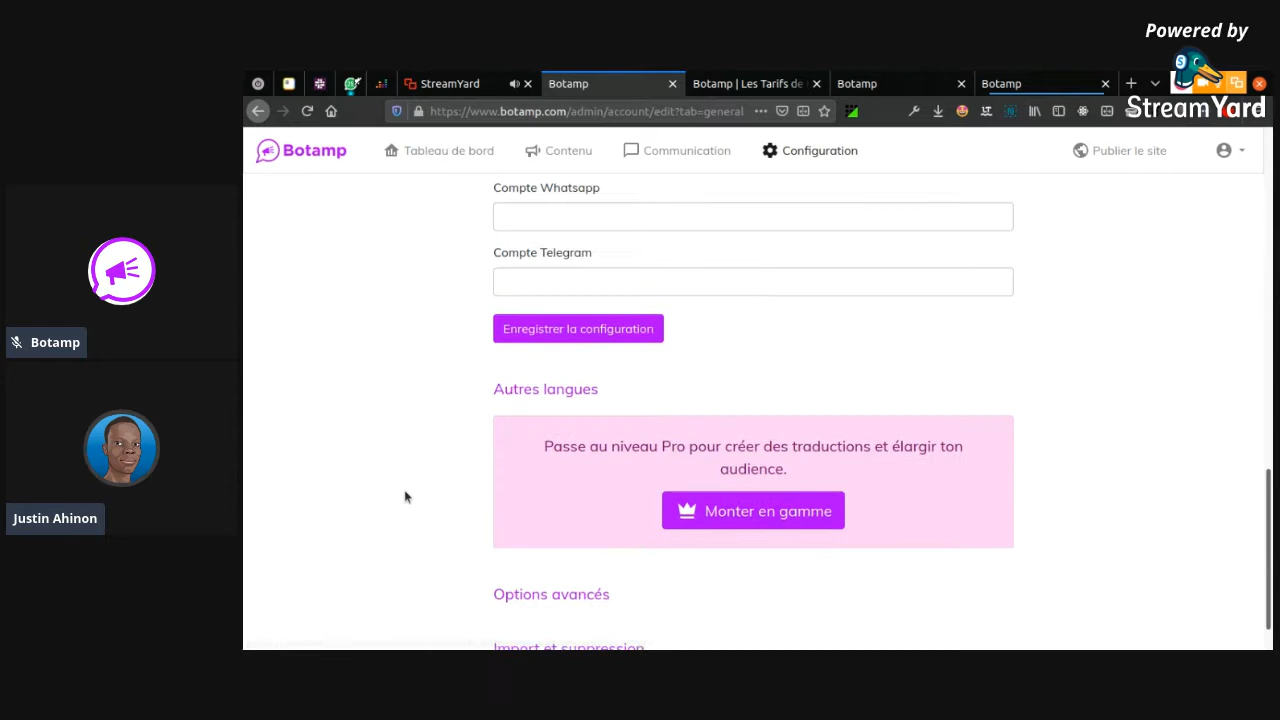 Powered by
StreamYard
StreamYard
Botamp
Botamp | Les Tarifs de
Botamp
Botamp
https://www.botamp.com/admin/account/edit?tab=general
Botamp
Tableau de bord
Contenu
Communication
Configuration
Publier le site
Compte Whatsapp
Compte Telegram
Enregistrer la configuration
Autres langues
Passe au niveau Pro pour créer des traductions et élargir ton
audience.
Monter en gamme
Options avancés
Import et suppression
Botamp
Justin Ahinon